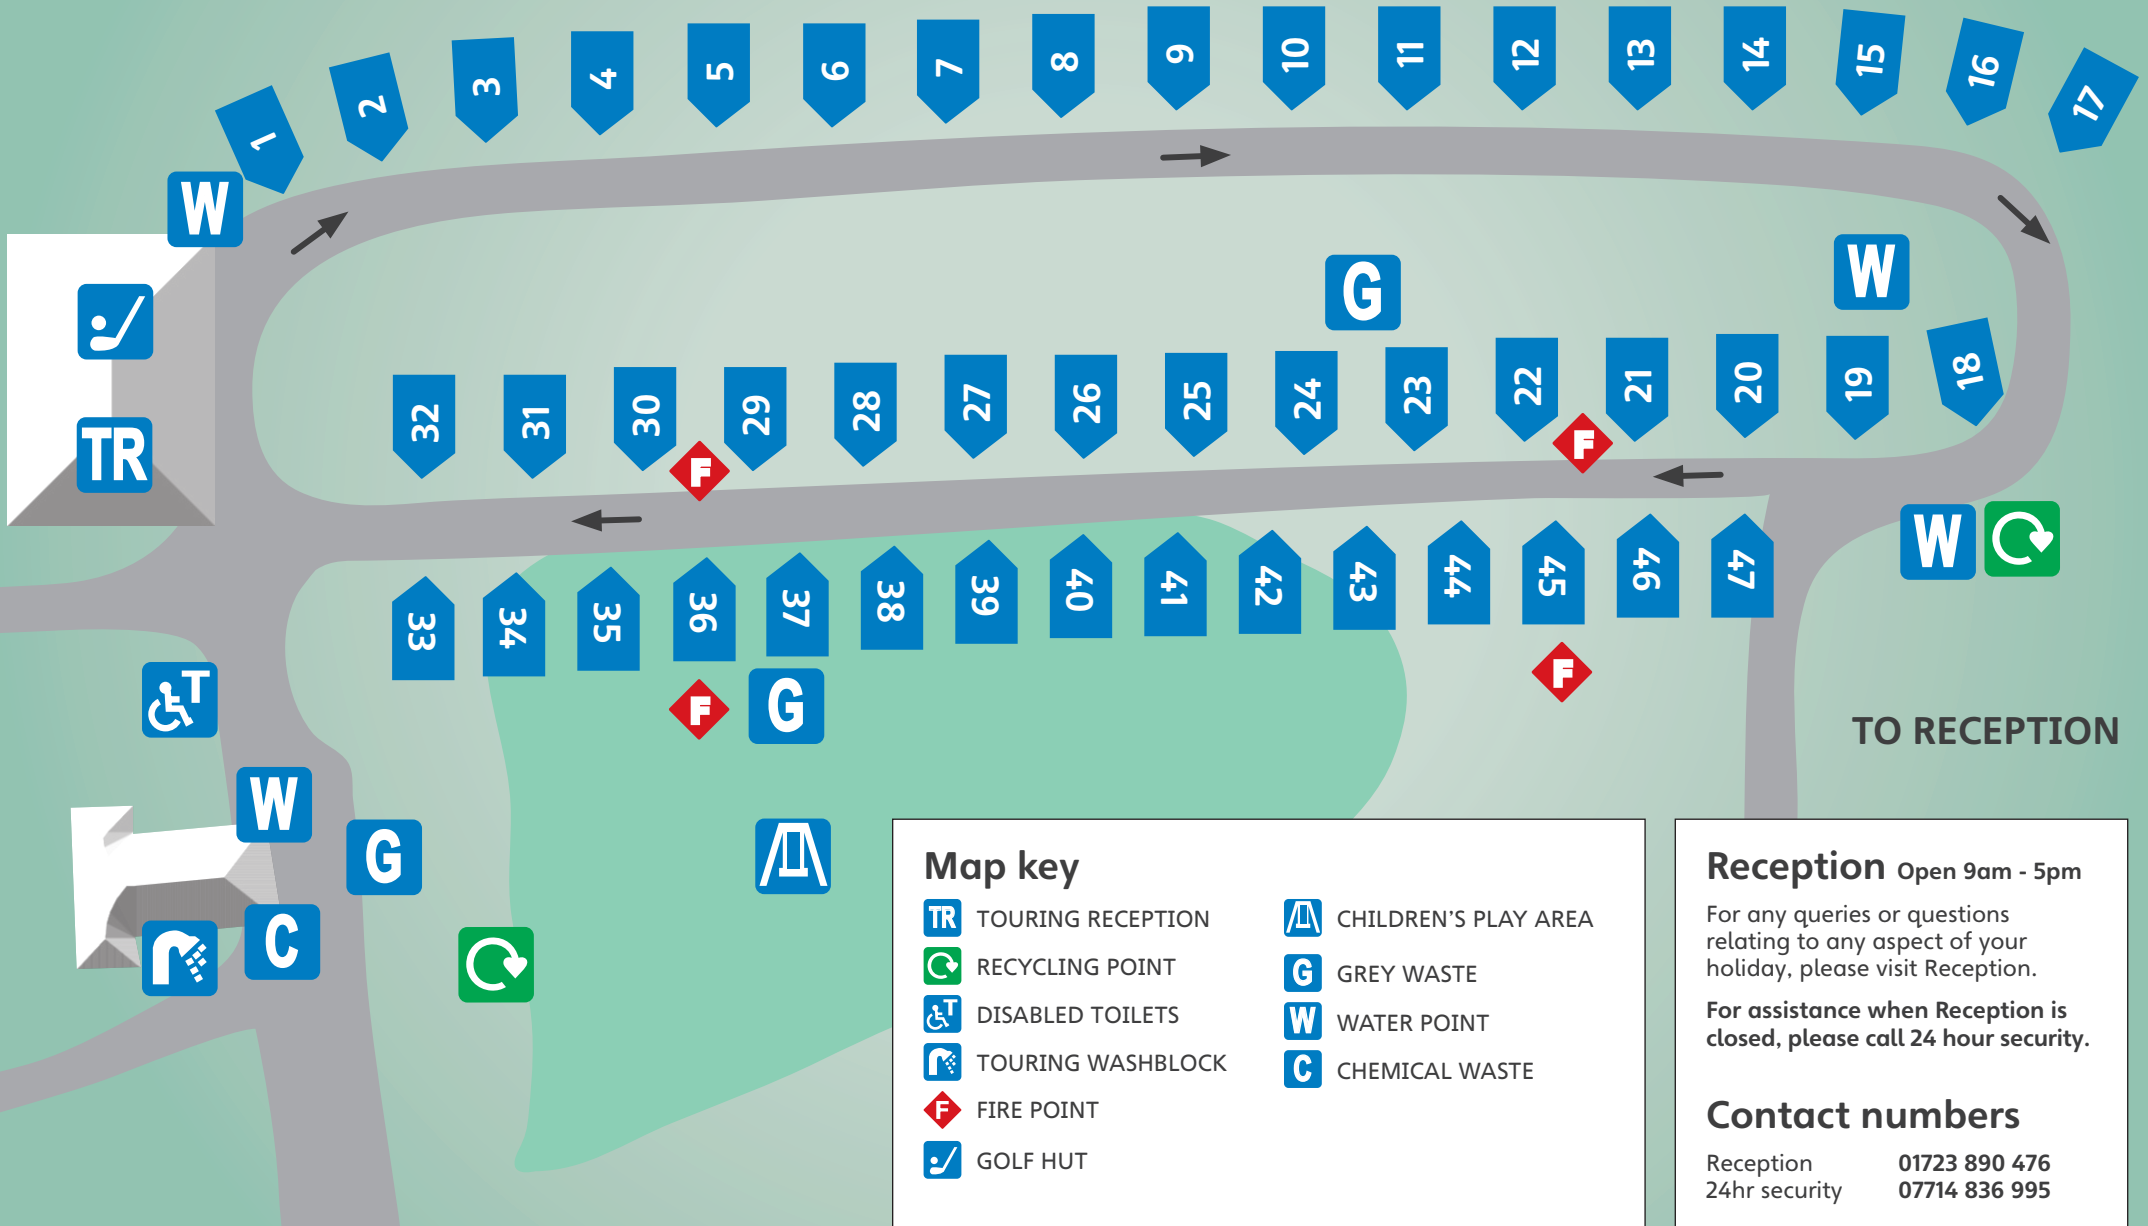 1
2
3
4
5
6
7
8
9
10
11
12
13
14
15
16
17
W
G
W
TR
32
31
30
29
28
27
26
25
24
23
22
21
20
19
18
F
F
W
33
34
35
36
37
38
39
40
41
42
43
44
45
46
47
T
F
G
F
TO RECEPTION
W
G
C
Map key
TR TOURING RECEPTION
RECYCLING POINT
T DISABLED TOILETS
TOURING WASHBLOCK
F FIRE POINT
GOLF HUT
CHILDREN'S PLAY AREA
G GREY WASTE
W WATER POINT
C CHEMICAL WASTE
Reception Open 9am - 5pm
For any queries or questions
relating to any aspect of your
holiday, please visit Reception.
For assistance when Reception is
closed, please call 24 hour security.
Contact numbers
Reception 01723 890 476
24hr security 07714 836 995